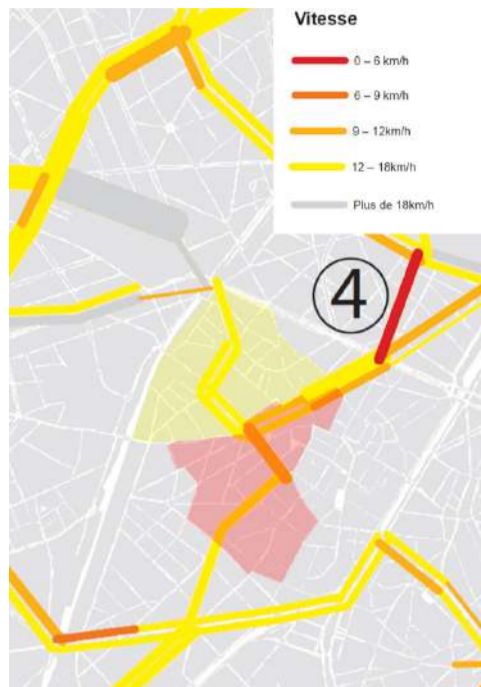 Vitesse
0 – 6 km/h
6 – 9 km/h
9 – 12km/h
12 – 18km/h
Plus de 18km/h
4